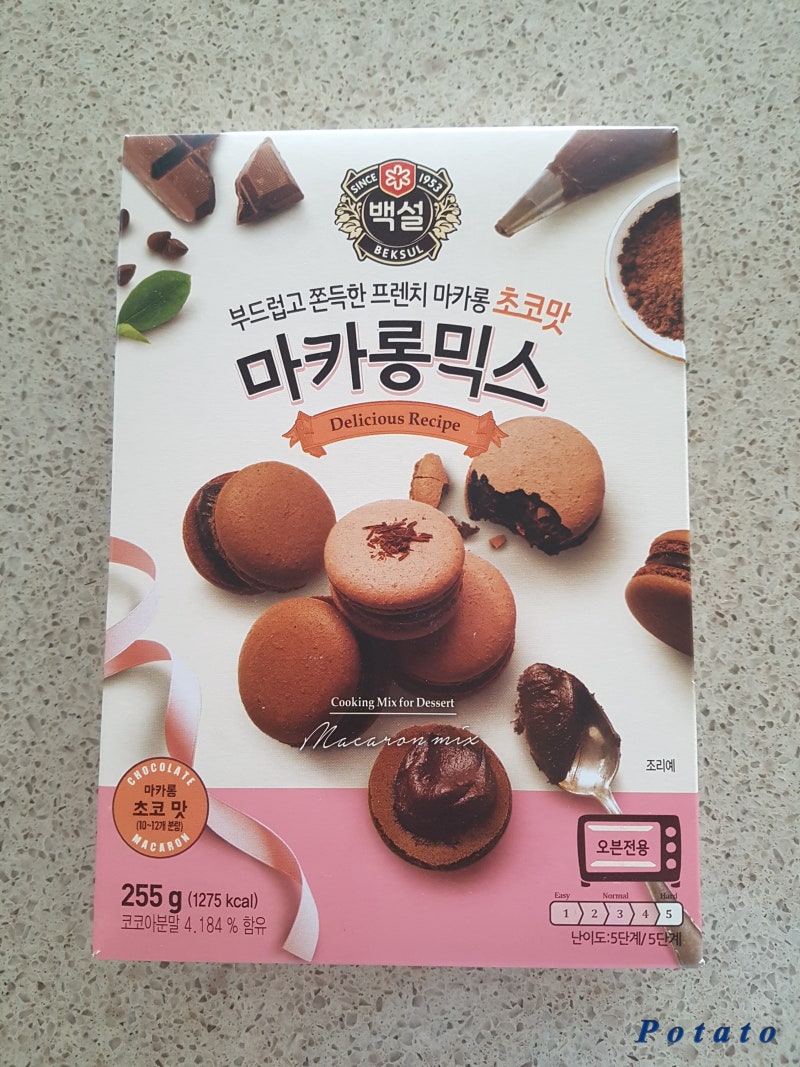 SINCE 1953
백설
BEKSUL
부드럽고 쫀득한 프렌치 마카롱 초코맛
마카롱믹스
Delicious Recipe
Cooking Mix for Dessert
Macaron mix
조리예
CHOCOLATE
마카롱
초코 맛
(10~12개 분량)
MACARON
오븐전용
255 g (1275 kcal)
코코아분말 4.184 % 함유
Easy Normal Hard
1 2 3 4 5
난이도:5단계/ 5단계
Potato